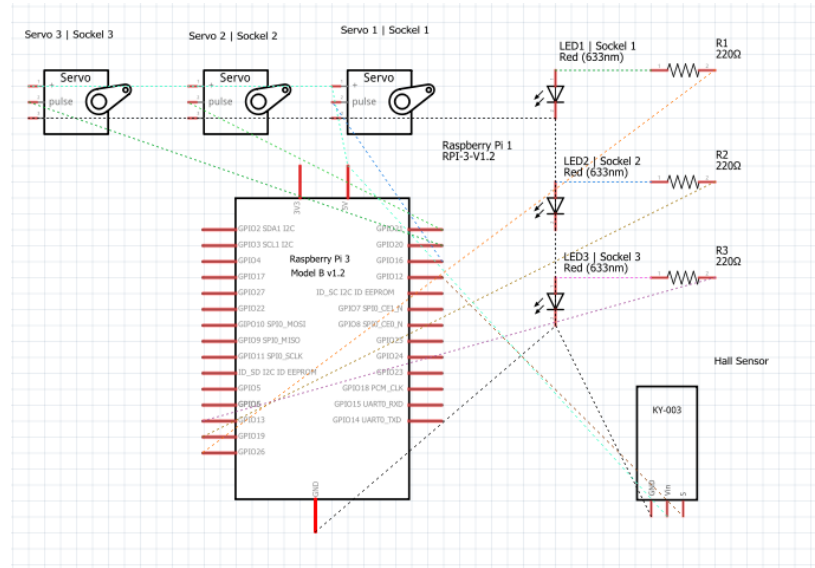 Servo 3 | Sockel 3
Servo 2 | Sockel 2
Servo 1 | Sockel 1
Servo
+
pulse
-
Servo
+
pulse
-
Servo
+
pulse
-
LED1 | Sockel 1
Red (633nm)
R1
220Ω
LED2 | Sockel 2
Red (633nm)
R2
220Ω
LED3 | Sockel 3
Red (633nm)
R3
220Ω
Raspberry Pi 1
RPI-3-V1.2
3V3
5V
Raspberry Pi 3
Model B v1.2
GPIO2 SDA1 I2C
GPIO3 SCL1 I2C
GPIO4
GPIO17
GPIO27
GPIO22
GPIO10 SPI0_MOSI
GPIO9 SPI0_MISO
GPIO11 SPI0_SCLK
ID_SD I2C ID EEPROM
GPIO5
GPIO6
GPIO13
GPIO19
GPIO26
GPIO21
GPIO20
GPIO16
GPIO12
ID_SC I2C ID EEPROM
GPIO7 SPI0_CE1_N
GPIO8 SPI0_CE0_N
GPIO25
GPIO24
GPIO23
GPIO18 PCM_CLK
GPIO15 UART0_RXD
GPIO14 UART0_TXD
GND
Hall Sensor
KY-003
GND
Vin
S